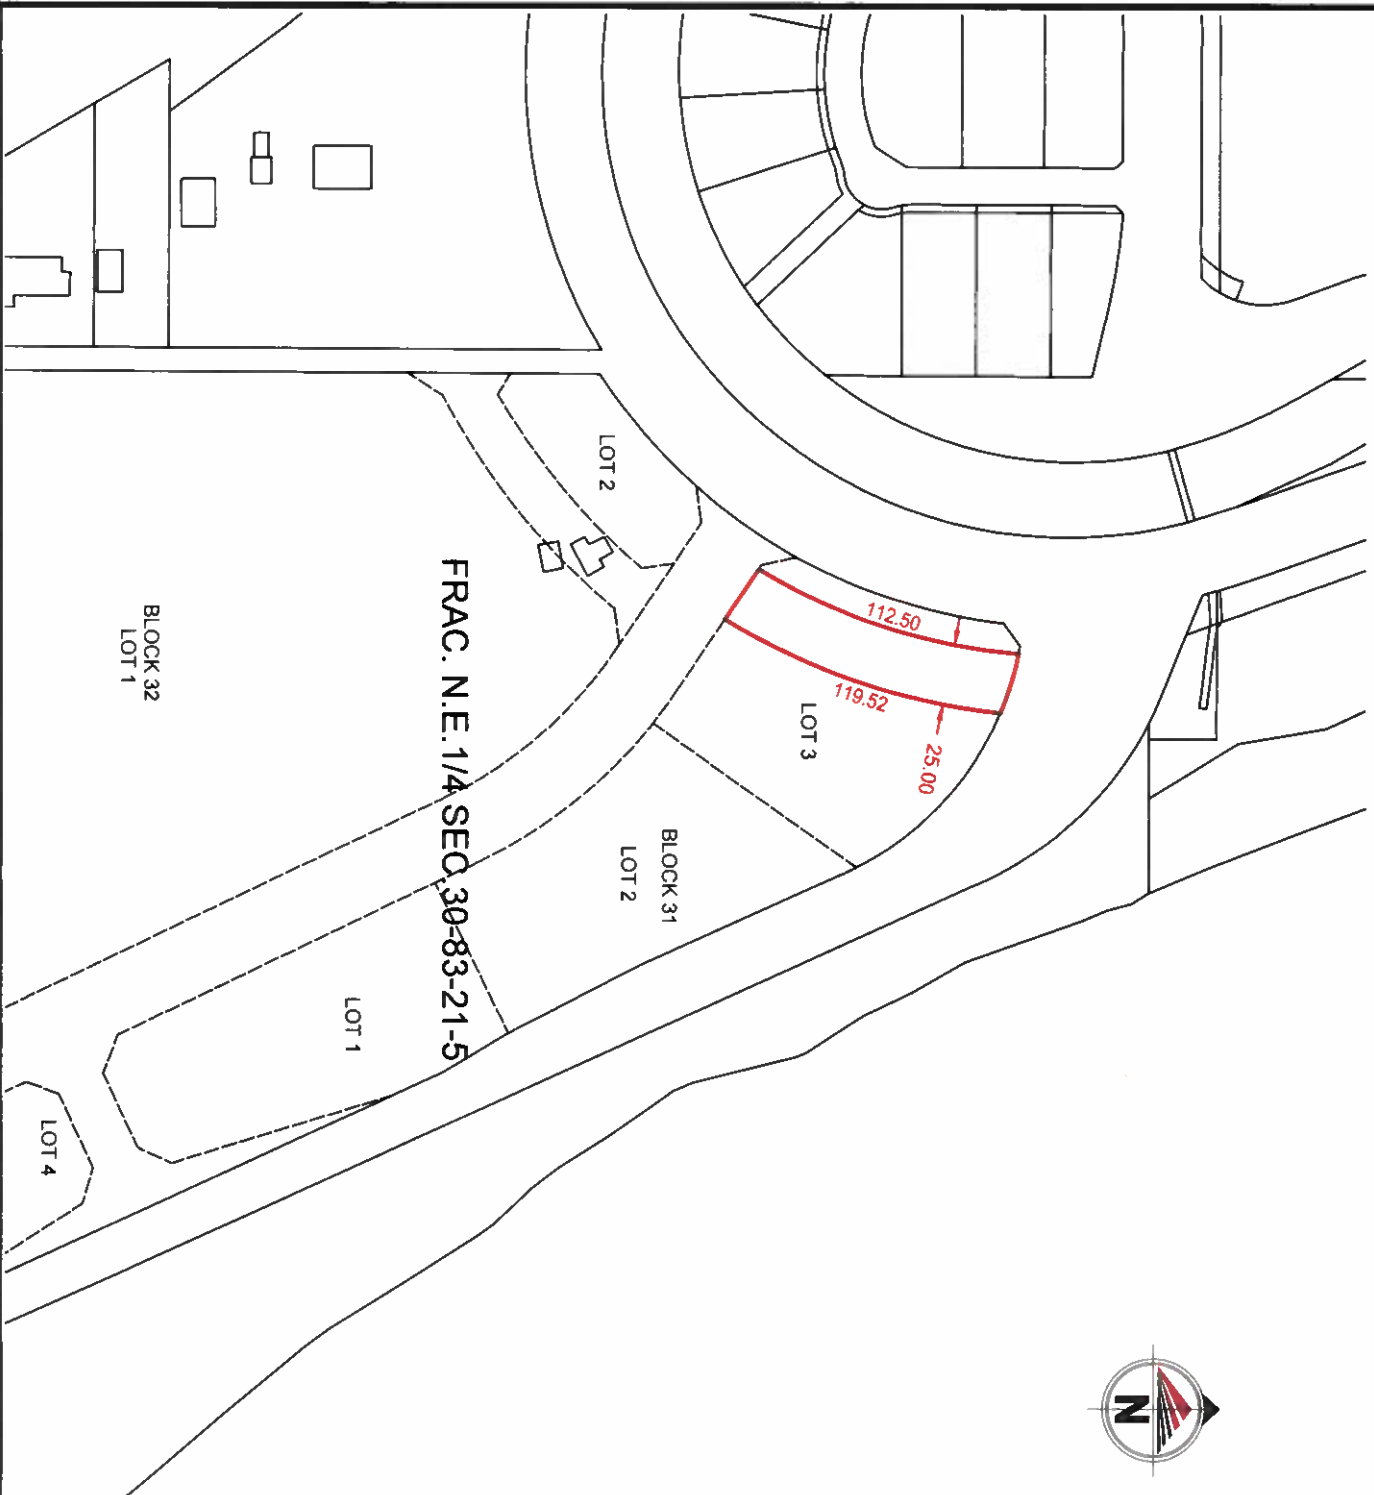 LOT 2
112.50
119.52
25.00
LOT 3
FRAC. N.E.1/4 SEC.30-83-21-5
BLOCK 32
LOT 1
BLOCK 31
LOT 2
LOT 1
LOT 4
N